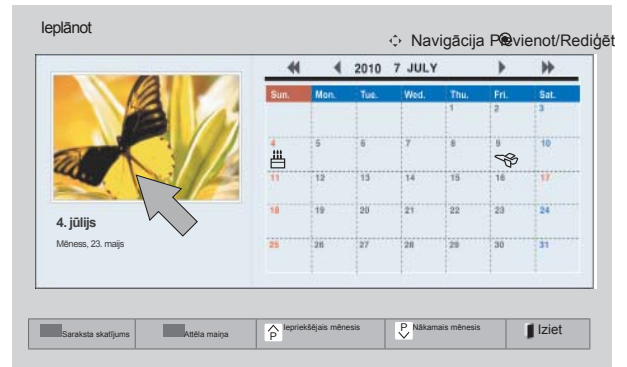 Ieplānot
Navigācija Pievienot/Rediģēt
2010 7 JULY
Sun. Mon. Tue. Wed. Thu. Fri. Sat.
1 2 3
4 5 6 7 8 9 10
11 12 13 14 15 16 17
18 19 20 21 22 23 24
25 26 27 28 29 30 31
4. jūlijs
Mēness, 23. maijs
Saraksta skatījums Attēla maiņa P Iepriekšējais mēnesis P Nākamais mēnesis Iziet